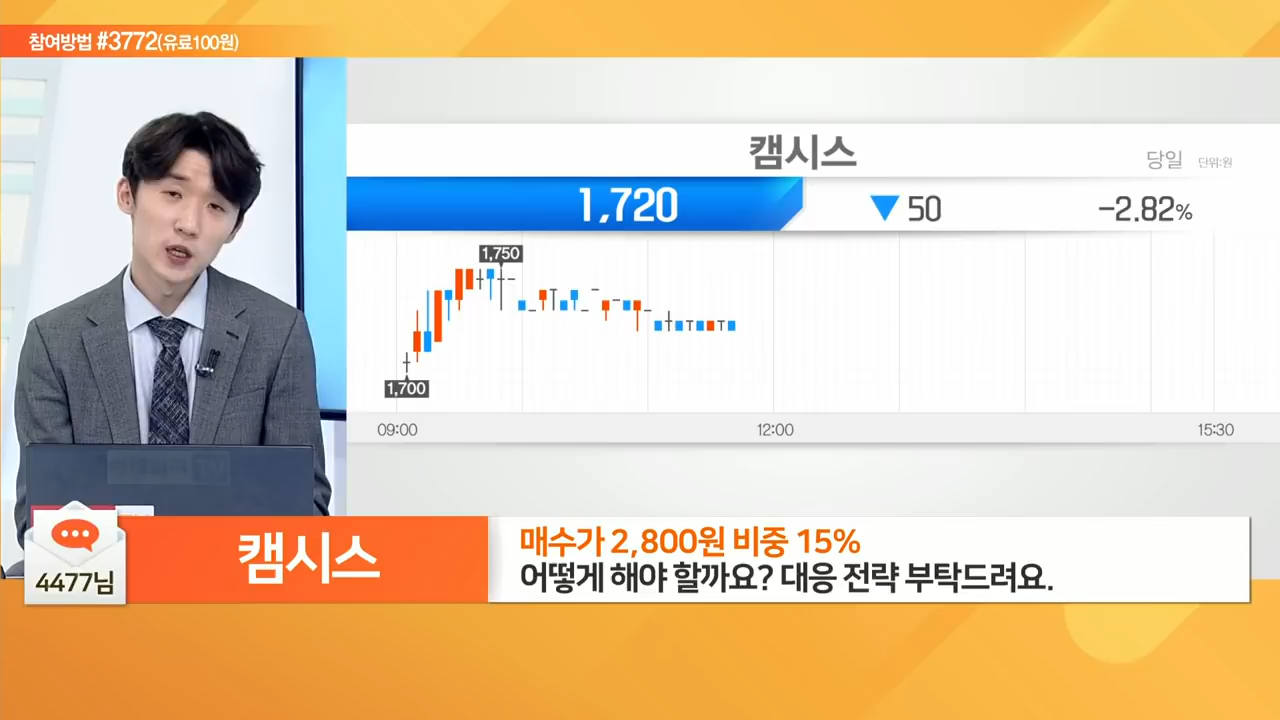 참여방법 #3772(유료100원)
캠시스
당일 단위:원
1,720 ▼50 -2.82%
1,750
1,700
09:00 12:00 15:30
4477님
캠시스
매수가 2,800원 비중 15%
어떻게 해야 할까요? 대응 전략 부탁드려요.